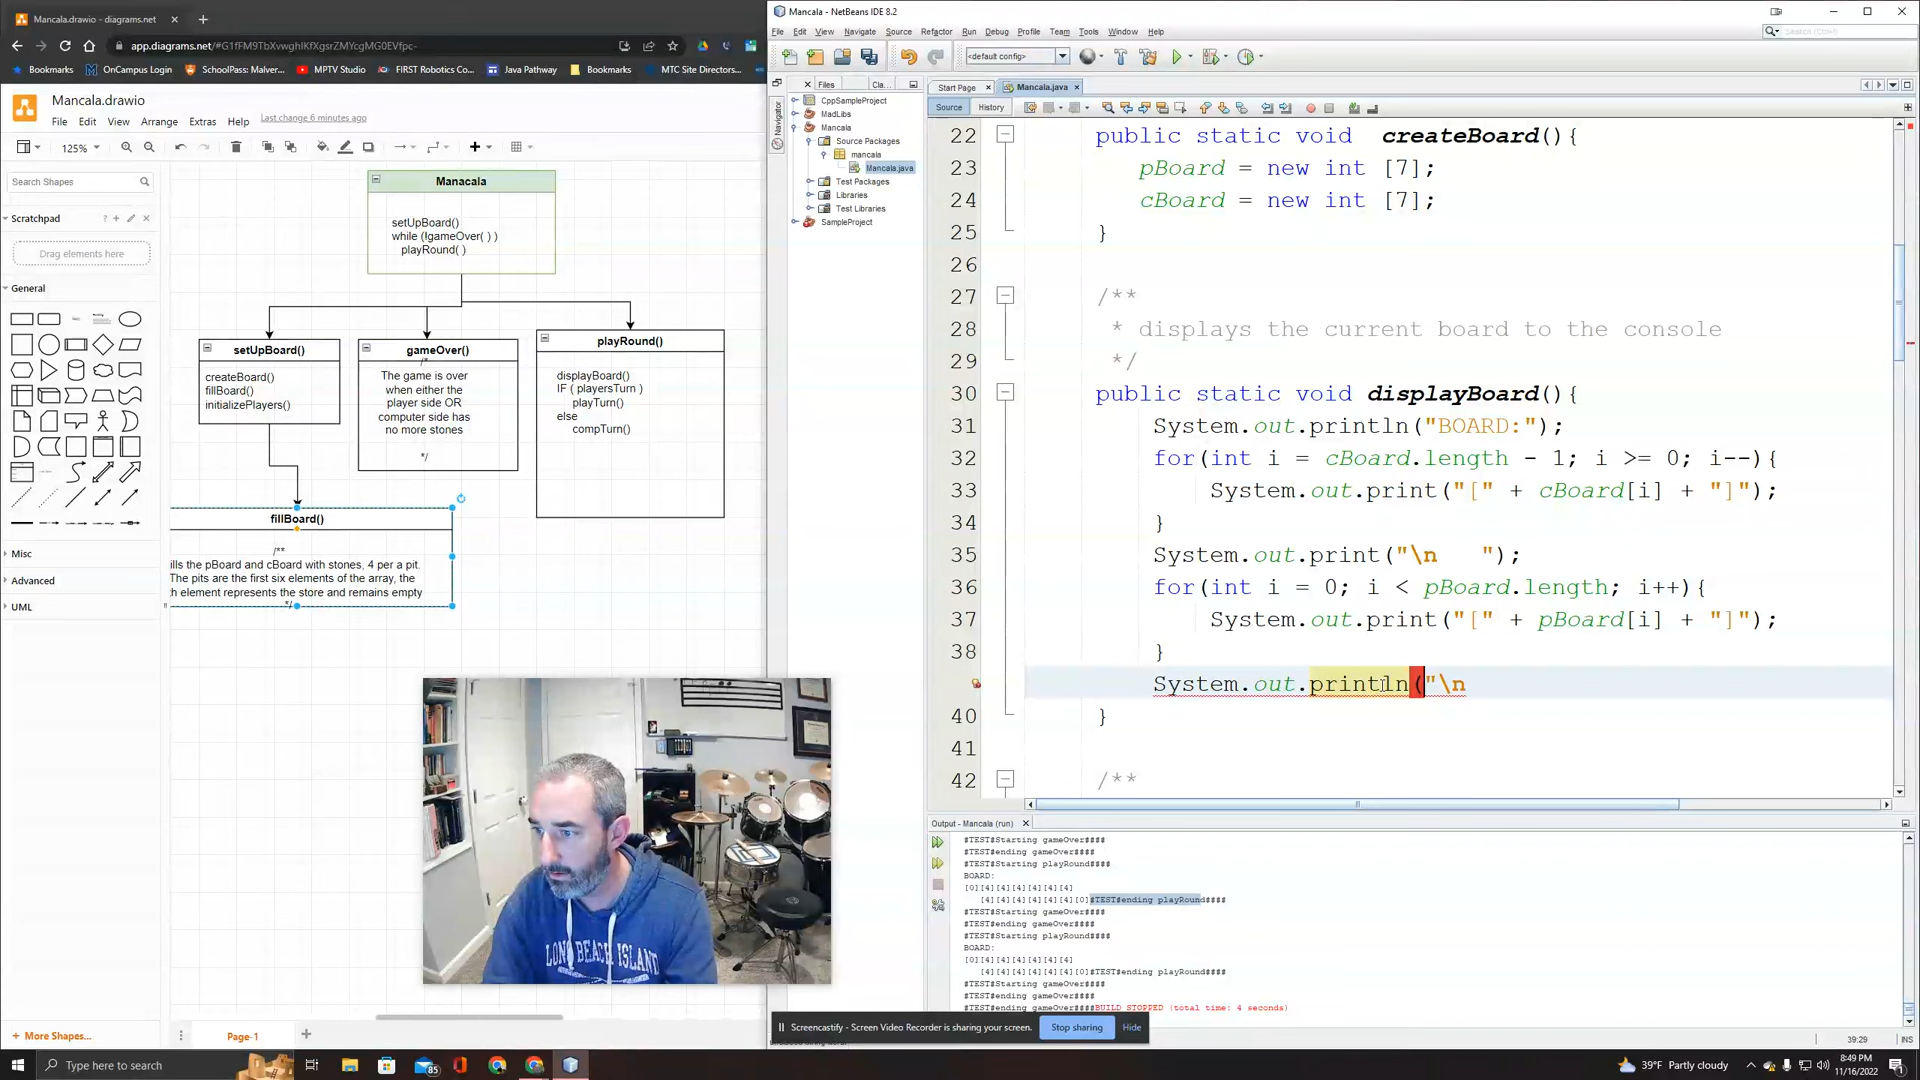 Mancala.drawio - diagrams.net
app.diagrams.net/#G1fFM9TbXvwghIKfXgsrZMYcgMG0EVfpc-
Bookmarks
OnCampus Login
SchoolPass: Malver...
MPTV Studio
FIRST Robotics Co...
Java Pathway
Bookmarks
MTC Site Directors...
Mancala.drawio
File Edit View Arrange Extras Help
Last change 6 minutes ago
125%
Search Shapes
Scratchpad
Drag elements here
General
Misc
Advanced
UML
+ More Shapes...
Page-1
Manacala
setUpBoard()
while (!gameOver( ) )
playRound( )
setUpBoard()
createBoard()
fillBoard()
initializePlayers()
gameOver()
/*
The game is over
when either the
player side OR
computer side has
no more stones
*/
playRound()
displayBoard()
IF ( playersTurn )
playTurn()
else
compTurn()
fillBoard()
/**
ills the pBoard and cBoard with stones, 4 per a pit.
The pits are the first six elements of the array, the
h element represents the store and remains empty
*/
LONG BEACH ISLAND
Mancala - NetBeans IDE 8.2
File Edit View Navigate Source Refactor Run Debug Profile Team Tools Window Help
<default config>
Files
Cla...
Navigator
CppSampleProject
MadLibs
Mancala
Source Packages
mancala
Mancala.java
Test Packages
Libraries
Test Libraries
SampleProject
Start Page
Mancala.java
Source
History
22 public static void createBoard(){
23 pBoard = new int [7];
24 cBoard = new int [7];
25 }
26
27 /**
28 * displays the current board to the console
29 */
30 public static void displayBoard(){
31 System.out.println("BOARD:");
32 for(int i = cBoard.length - 1; i >= 0; i--){
33 System.out.print("[" + cBoard[i] + "]");
34 }
35 System.out.print("\n   ");
36 for(int i = 0; i < pBoard.length; i++){
37 System.out.print("[" + pBoard[i] + "]");
38 }
System.out.println("\n
40 }
41
42 /**
Output - Mancala (run)
#TEST#Starting gameOver####
#TEST#ending gameOver####
#TEST#Starting playRound####
BOARD:
[0][4][4][4][4][4][4]
[4][4][4][4][4][4][0]#TEST#ending playRound####
#TEST#Starting gameOver####
#TEST#ending gameOver####
#TEST#Starting playRound####
BOARD:
[0][4][4][4][4][4][4]
[4][4][4][4][4][4][0]#TEST#ending playRound####
#TEST#Starting gameOver####
#TEST#ending gameOver####
#TEST#ending gameOver####BUILD STOPPED (total time: 4 seconds)
Screencastify - Screen Video Recorder is sharing your screen.
Stop sharing
Hide
39:29
INS
Type here to search
85
39°F Partly cloudy
8:49 PM
11/16/2022